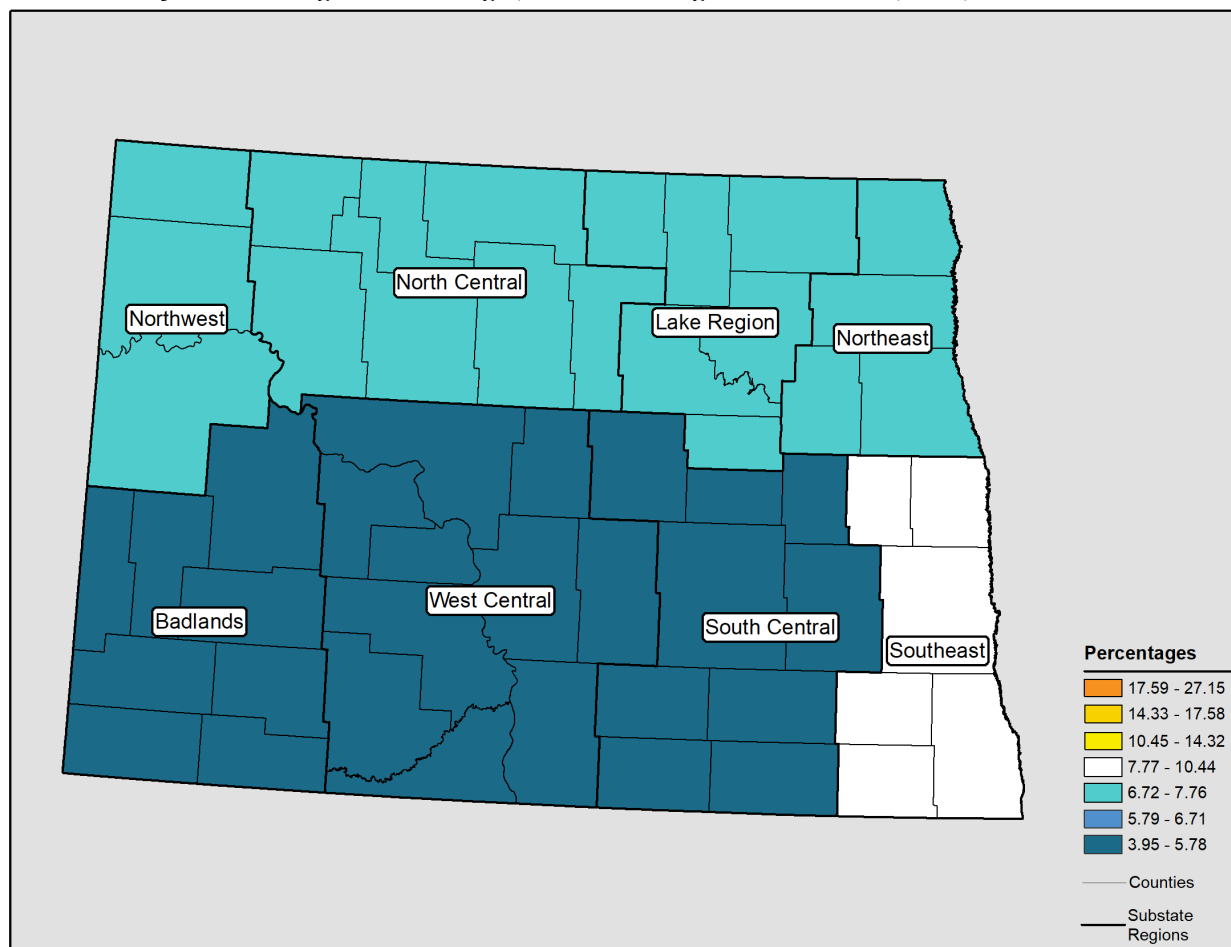 North Central
Northwest
Lake Region
Northeast
West Central
Badlands
South Central
Southeast
Percentages
17.59 - 27.15
14.33 - 17.58
10.45 - 14.32
7.77 - 10.44
6.72 - 7.76
5.79 - 6.71
3.95 - 5.78
Counties
Substate
Regions